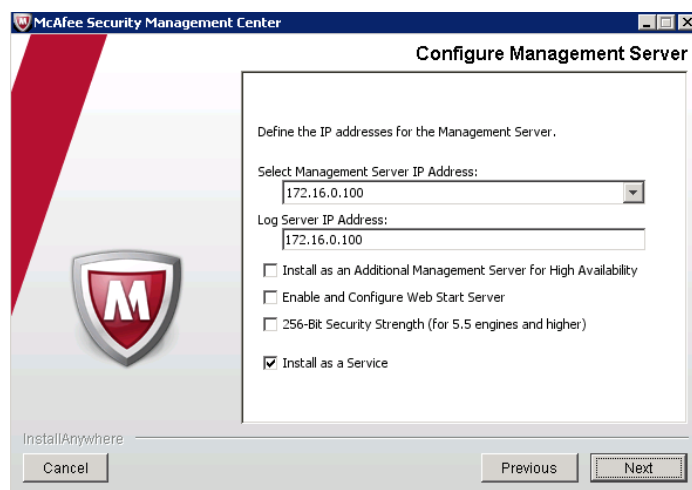 McAfee Security Management Center
Configure Management Server
Define the IP addresses for the Management Server.
Select Management Server IP Address:
172.16.0.100
Log Server IP Address:
172.16.0.100
Install as an Additional Management Server for High Availability
Enable and Configure Web Start Server
256-Bit Security Strength (for 5.5 engines and higher)
Install as a Service
InstallAnywhere
Cancel
Previous
Next